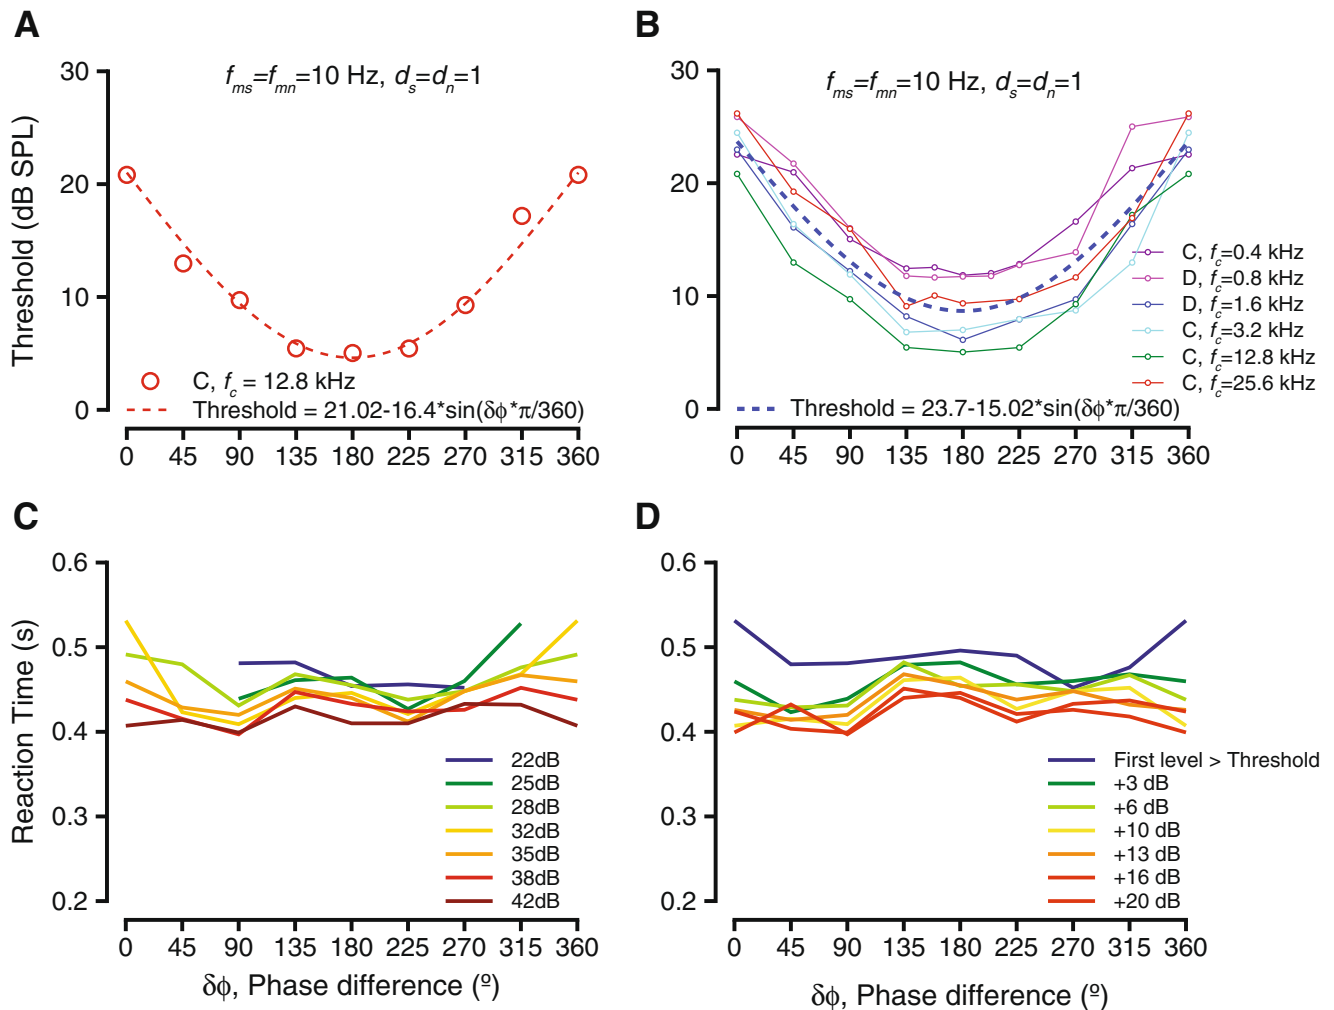 A
f_ms=f_mn=10 Hz, d_s=d_n=1
Threshold (dB SPL)
30
20
10
0
C, f_c = 12.8 kHz
Threshold = 21.02-16.4*sin(δϕ*π/360)
0 45 90 135 180 225 270 315 360
B
f_ms=f_mn=10 Hz, d_s=d_n=1
30
20
10
0
C, f_c=0.4 kHz
D, f_c=0.8 kHz
D, f_c=1.6 kHz
C, f_c=3.2 kHz
C, f_c=12.8 kHz
C, f_c=25.6 kHz
Threshold = 23.7-15.02*sin(δϕ*π/360)
0 45 90 135 180 225 270 315 360
C
Reaction Time (s)
0.6
0.5
0.4
0.3
0.2
22dB
25dB
28dB
32dB
35dB
38dB
42dB
0 45 90 135 180 225 270 315 360
δϕ, Phase difference (º)
D
0.6
0.5
0.4
0.3
0.2
First level > Threshold
+3 dB
+6 dB
+10 dB
+13 dB
+16 dB
+20 dB
0 45 90 135 180 225 270 315 360
δϕ, Phase difference (º)